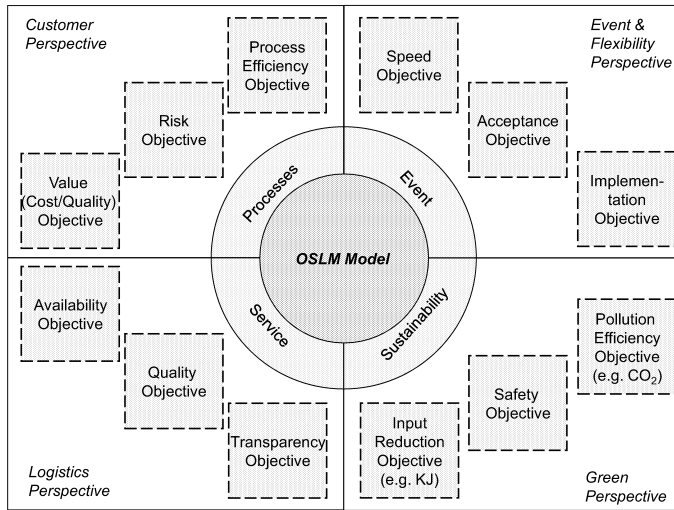 Customer
Perspective
Process
Efficiency
Objective
Risk
Objective
Value
(Cost/Quality)
Objective
Event &
Flexibility
Perspective
Speed
Objective
Acceptance
Objective
Implemen-
tation
Objective
Processes
Event
OSLM Model
Service
Sustainability
Availability
Objective
Quality
Objective
Transparency
Objective
Logistics
Perspective
Pollution
Efficiency
Objective
(e.g. CO₂)
Safety
Objective
Input
Reduction
Objective
(e.g. KJ)
Green
Perspective